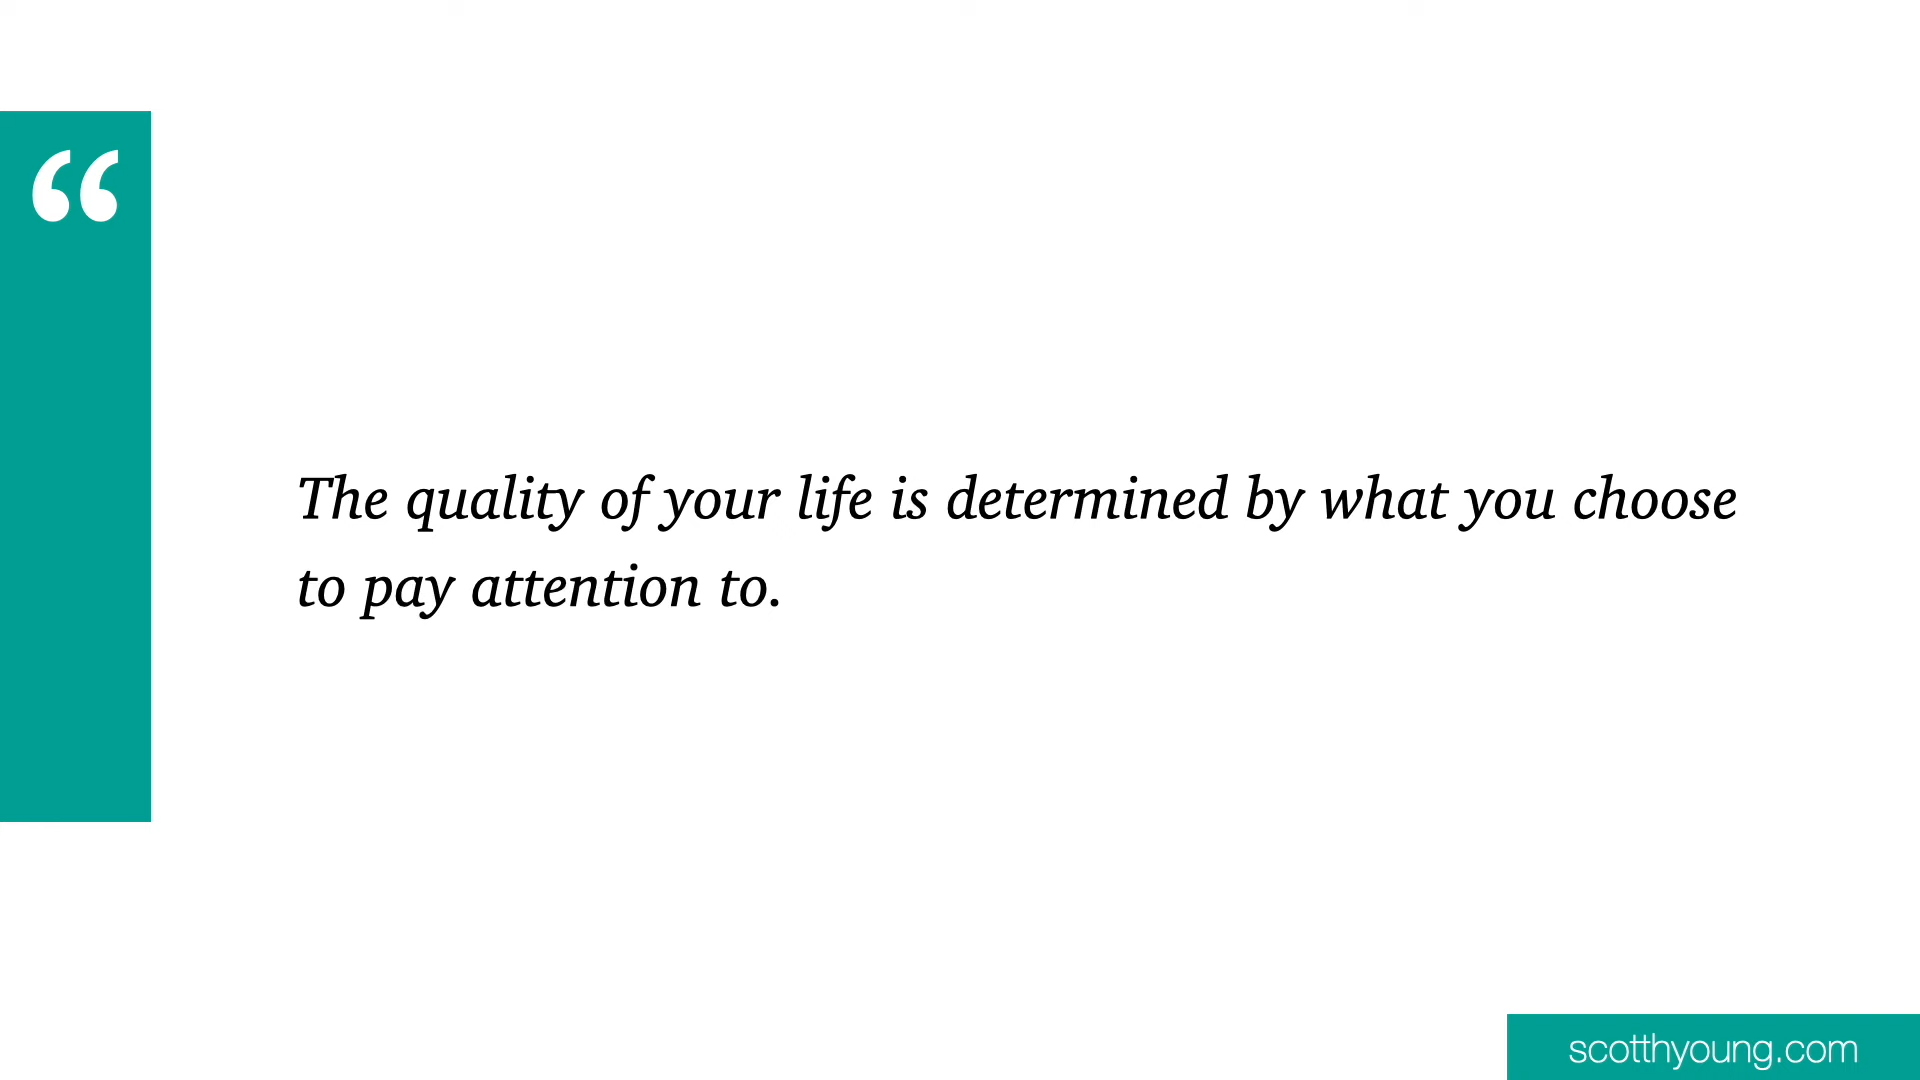 “
The quality of your life is determined by what you choose
to pay attention to.
scotthyoung.com